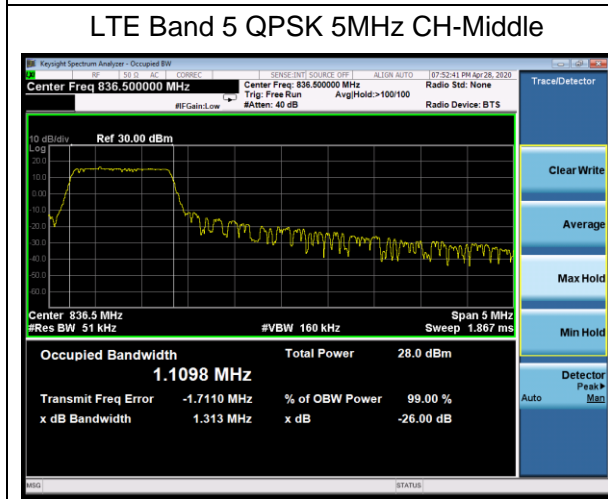 LTE Band 5 QPSK 5MHz CH-Middle
Keysight Spectrum Analyzer - Occupied BW
RF 50 Ω AC CORREC SENSE:INT SOURCE OFF ALIGN AUTO 07:52:41 PM Apr 28, 2020
Center Freq 836.500000 MHz
Center Freq: 836.500000 MHz
Radio Std: None
Trig: Free Run Avg|Hold:>100/100
#IFGain:Low
#Atten: 40 dB
Radio Device: BTS
Trace/Detector
10 dB/div Ref 30.00 dBm
Log
20.0
10.0
0.00
-10.0
-20.0
-30.0
-40.0
-50.0
-60.0
Clear Write
Average
Max Hold
Min Hold
Detector
Peak▶
Auto Man
Center 836.5 MHz Span 5 MHz
#Res BW 51 kHz #VBW 160 kHz Sweep 1.867 ms
Occupied Bandwidth Total Power 28.0 dBm
1.1098 MHz
Transmit Freq Error -1.7110 MHz % of OBW Power 99.00 %
x dB Bandwidth 1.313 MHz x dB -26.00 dB
MSG STATUS